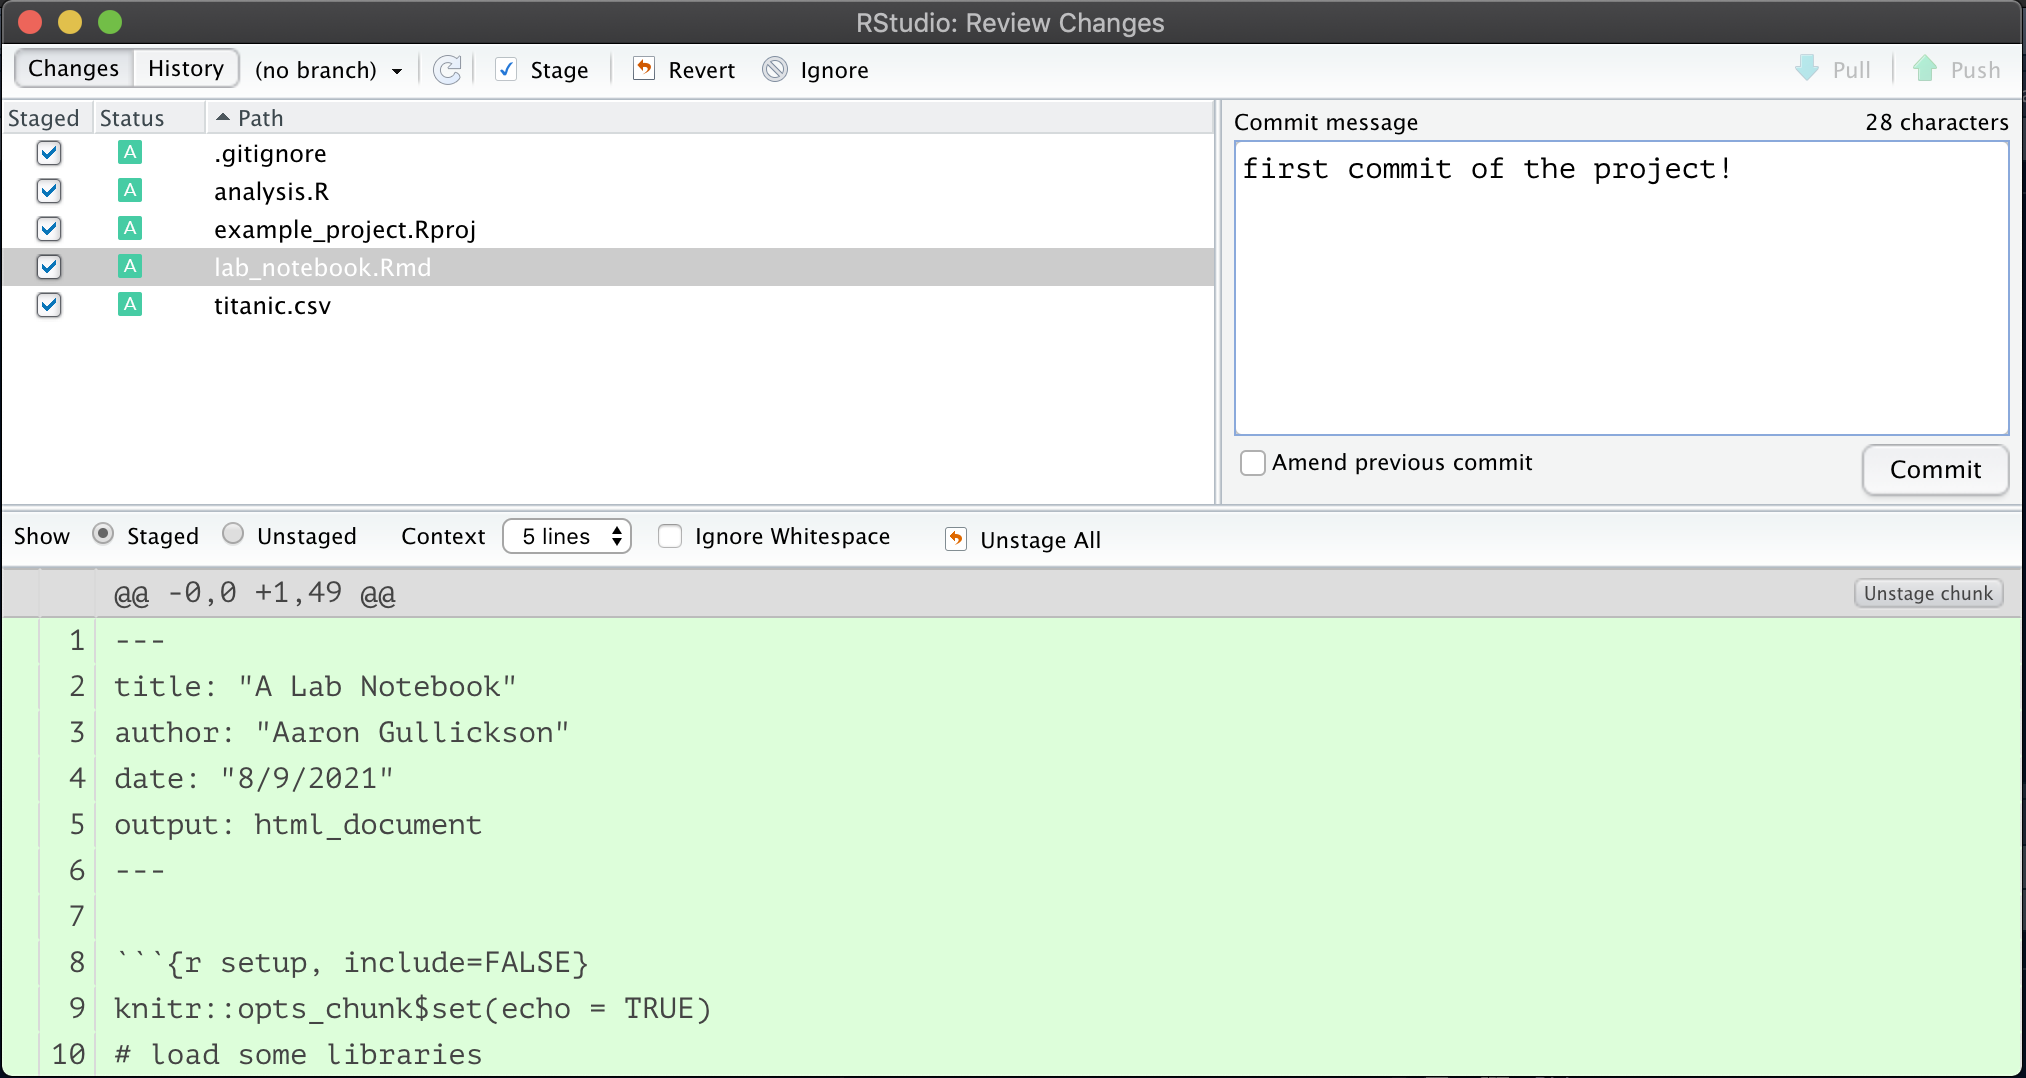 RStudio: Review Changes
Changes History (no branch) Stage Revert Ignore Pull Push
Staged Status Path
A .gitignore
A analysis.R
A example_project.Rproj
A lab_notebook.Rmd
A titanic.csv
Commit message 28 characters
first commit of the project!
Amend previous commit Commit
Show Staged Unstaged Context 5 lines Ignore Whitespace Unstage All
@@ -0,0 +1,49 @@ Unstage chunk
1 ---
2 title: "A Lab Notebook"
3 author: "Aaron Gullickson"
4 date: "8/9/2021"
5 output: html_document
6 ---
7
8 ```{r setup, include=FALSE}
9 knitr::opts_chunk$set(echo = TRUE)
10 # load some libraries